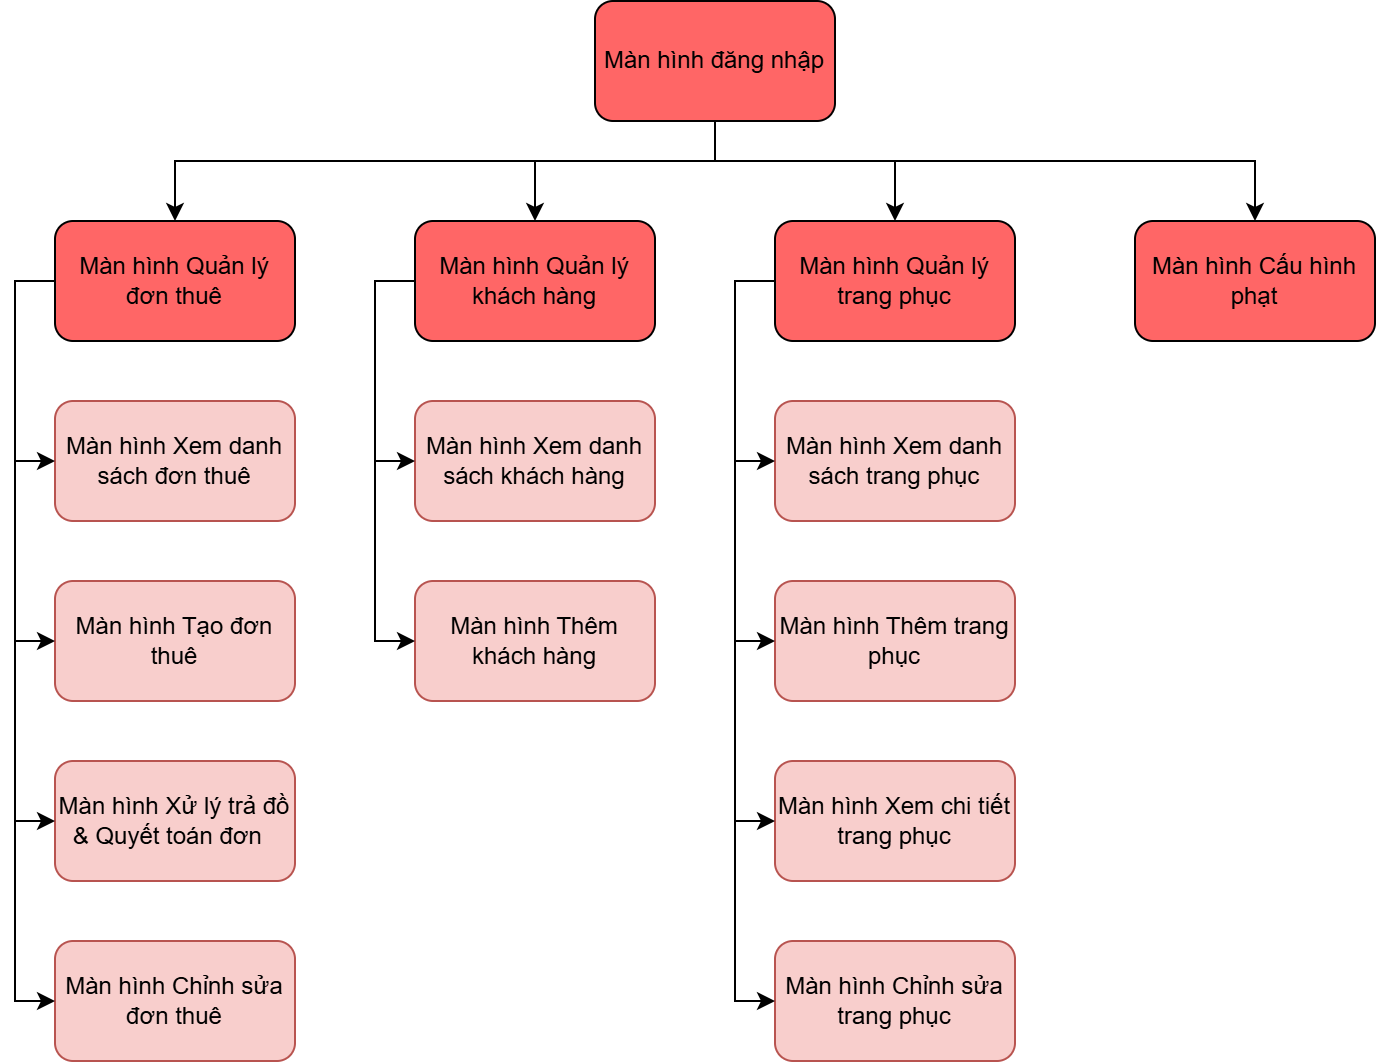 Màn hình đăng nhập
Màn hình Quản lý
đơn thuê
Màn hình Quản lý
khách hàng
Màn hình Quản lý
trang phục
Màn hình Cấu hình
phạt
Màn hình Xem danh
sách đơn thuê
Màn hình Xem danh
sách khách hàng
Màn hình Xem danh
sách trang phục
Màn hình Tạo đơn
thuê
Màn hình Thêm
khách hàng
Màn hình Thêm trang
phục
Màn hình Xử lý trả đồ
& Quyết toán đơn
Màn hình Xem chi tiết
trang phục
Màn hình Chỉnh sửa
đơn thuê
Màn hình Chỉnh sửa
trang phục